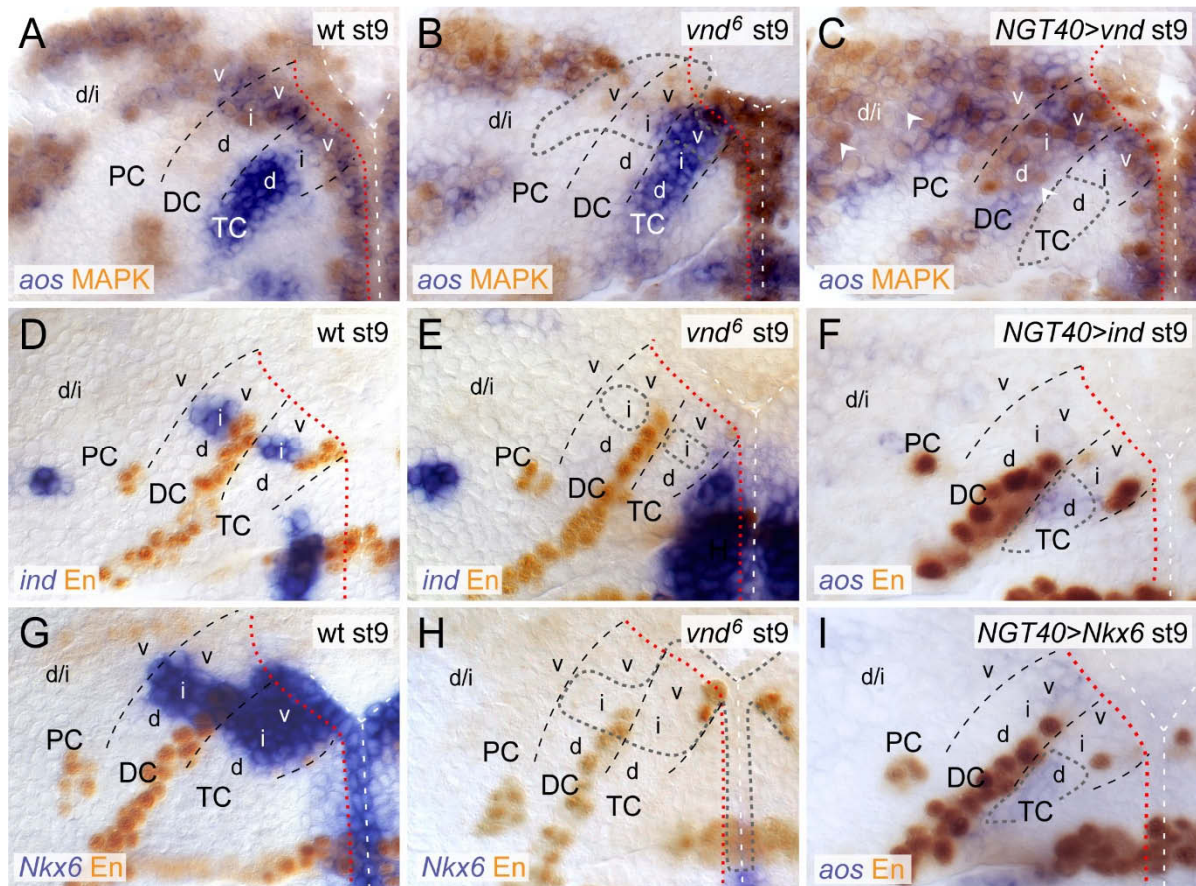 A wt st9
d/i v
i v
d i
PC d
DC
TC
aos MAPK
B vnd⁶ st9
d/i v
i v
d i
PC d
DC
TC
aos MAPK
C NGT40>vnd st9
d/i v
i v
d i
PC d
DC
TC
aos MAPK
D wt st9
d/i v
i v
d i
PC d
DC
TC
ind En
E vnd⁶ st9
d/i v v
i
d i
PC d
DC
TC
H
ind En
F NGT40>ind st9
d/i v
i v
d i
PC d
DC
TC
aos En
G wt st9
d/i v v
i v
d i
PC d
DC
TC
Nkx6 En
H vnd⁶ st9
d/i v
i v
d i
PC d
DC
TC
Nkx6 En
I NGT40>Nkx6 st9
d/i v
i v
d i
PC d
DC
TC
aos En